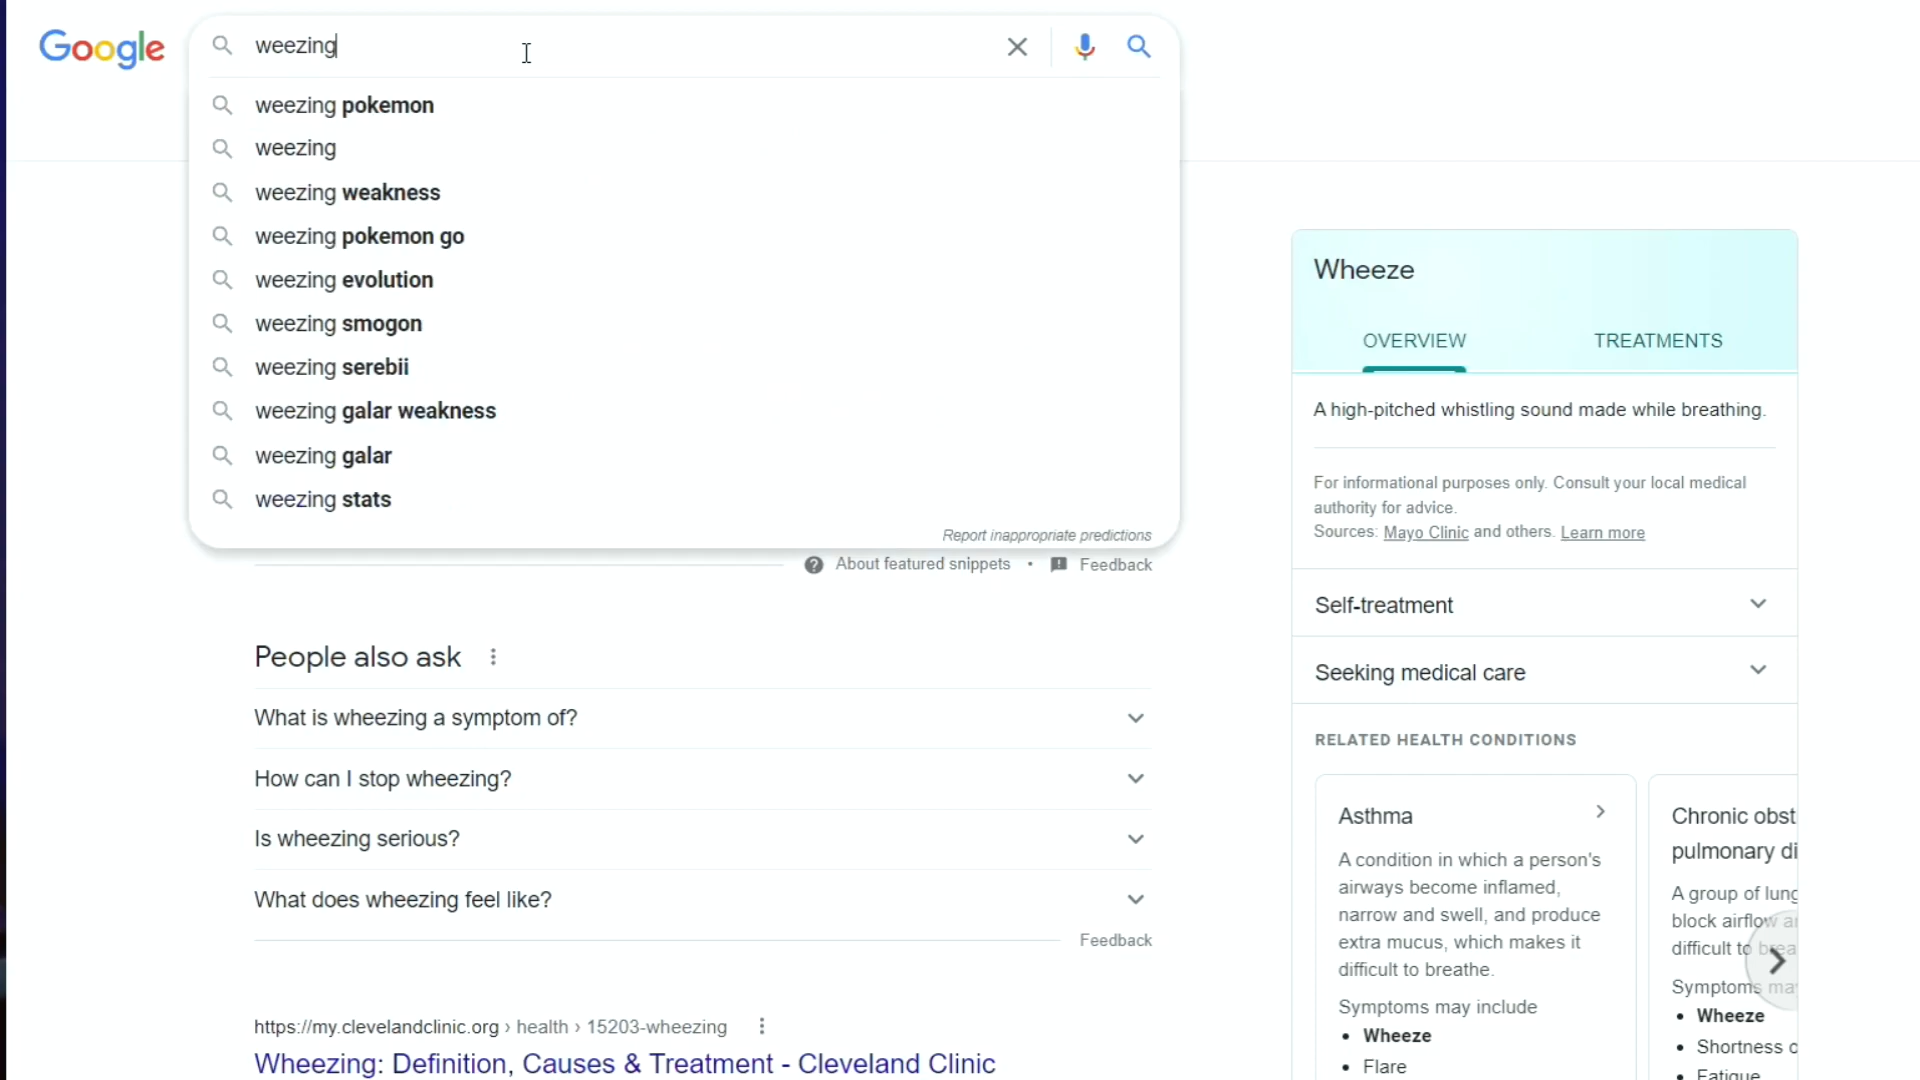 Google
weezing
weezing pokemon
weezing
weezing weakness
weezing pokemon go
weezing evolution
weezing smogon
weezing serebii
weezing galar weakness
weezing galar
weezing stats
Report inappropriate predictions
About featured snippets • Feedback
People also ask
What is wheezing a symptom of?
How can I stop wheezing?
Is wheezing serious?
What does wheezing feel like?
Feedback
https://my.clevelandclinic.org › health › 15203-wheezing
Wheezing: Definition, Causes & Treatment - Cleveland Clinic
Wheeze
OVERVIEW TREATMENTS
A high-pitched whistling sound made while breathing.
For informational purposes only. Consult your local medical
authority for advice.
Sources: Mayo Clinic and others. Learn more
Self-treatment
Seeking medical care
RELATED HEALTH CONDITIONS
Asthma
A condition in which a person's
airways become inflamed,
narrow and swell, and produce
extra mucus, which makes it
difficult to breathe.
Symptoms may include
• Wheeze
• Flare
Chronic obst
pulmonary di
A group of lung
block airflow
difficult to
Symptoms
• Wheeze
• Shortness
• Fatigue